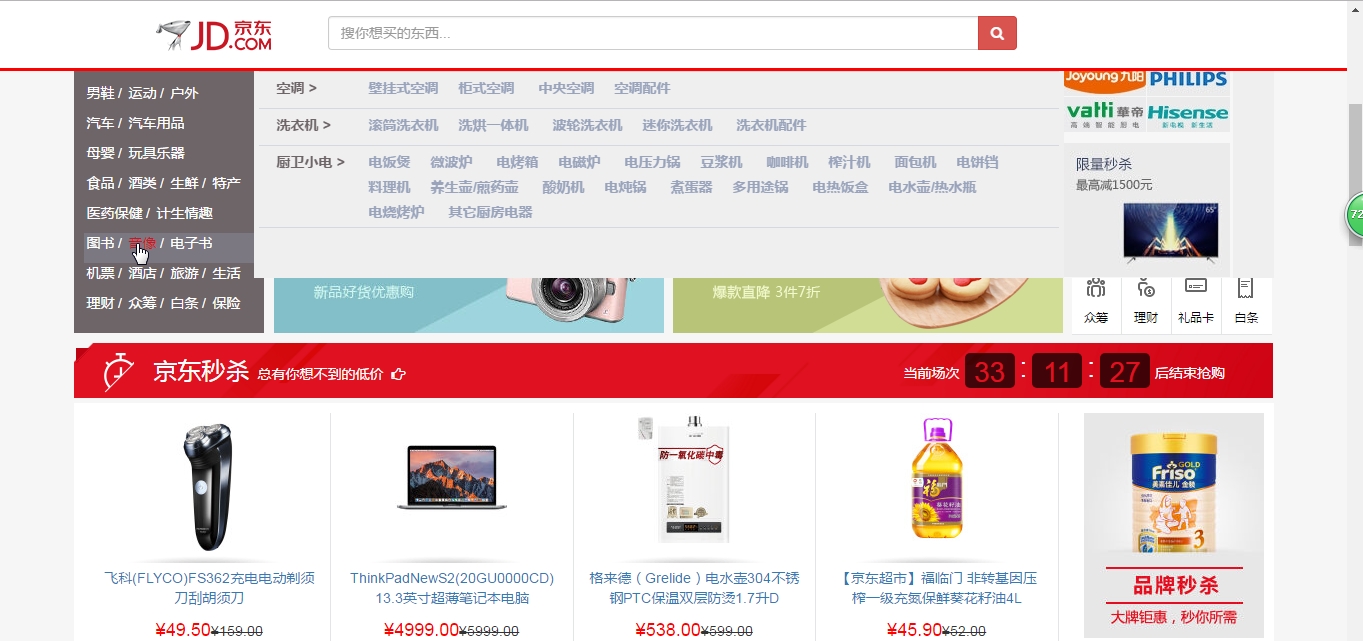 JD京东
.COM
搜你想买的东西...
男鞋 / 运动 / 户外
汽车 / 汽车用品
母婴 / 玩具乐器
食品 / 酒类 / 生鲜 / 特产
医药保健 / 计生情趣
图书 / 音像 / 电子书
机票 / 酒店 / 旅游 / 生活
理财 / 众筹 / 白条 / 保险
空调 > 壁挂式空调 柜式空调 中央空调 空调配件
洗衣机 > 滚筒洗衣机 洗烘一体机 波轮洗衣机 迷你洗衣机 洗衣机配件
厨卫小电 > 电饭煲 微波炉 电烤箱 电磁炉 电压力锅 豆浆机 咖啡机 榨汁机 面包机 电饼铛
料理机 养生壶/煎药壶 酸奶机 电炖锅 煮蛋器 多用途锅 电热饭盒 电水壶/热水瓶
电烧烤炉 其它厨房电器
Joyoung九阳 PHILIPS
vatti 華帝 Hisense
高端智能厨电 新电视 新生活
限量秒杀
最高减1500元
65"
72
新品好货优惠购
爆款直降 3件7折
众筹 理财 礼品卡 白条
京东秒杀 总有你想不到的低价
当前场次 33 : 11 : 27 后结束抢购
防一氧化碳中毒
福
葵花籽油
Friso GOLD
美素佳儿 金装
3
飞科(FLYCO)FS362充电电动剃须
刀刮胡须刀
¥49.50¥159.00
ThinkPadNewS2(20GU0000CD)
13.3英寸超薄笔记本电脑
¥4999.00¥5999.00
格来德（Grelide）电水壶304不锈
钢PTC保温双层防烫1.7升D
¥538.00¥599.00
【京东超市】福临门 非转基因压
榨一级充氮保鲜葵花籽油4L
¥45.90¥52.00
品牌秒杀
大牌钜惠，秒你所需